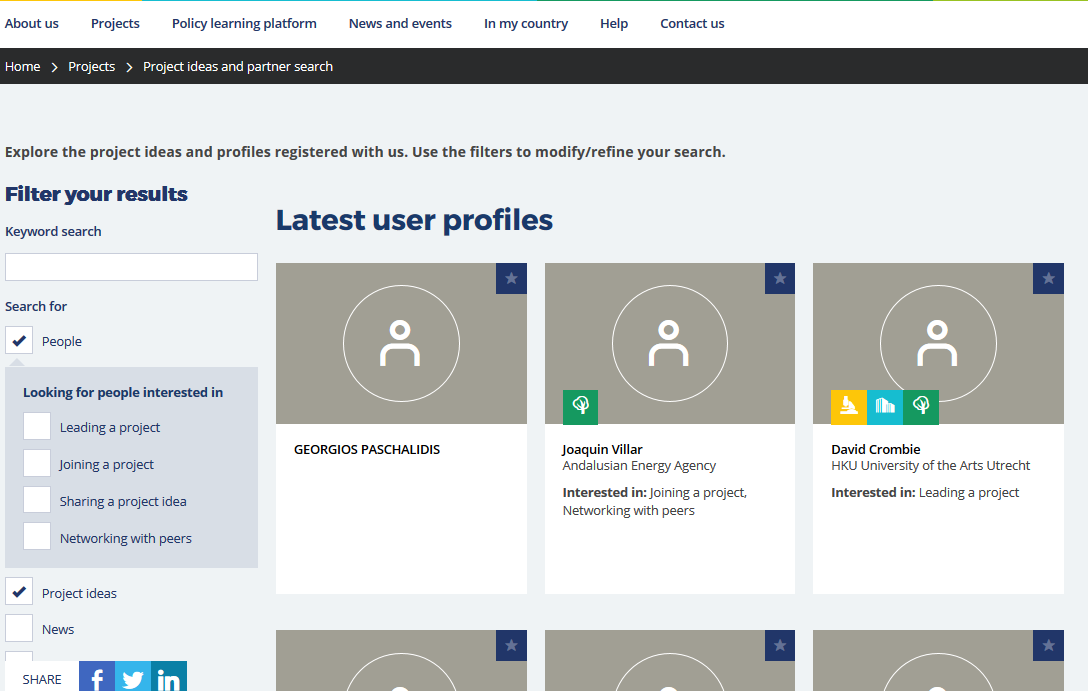 About us Projects Policy learning platform News and events In my country Help Contact us
Home Projects Project ideas and partner search
Explore the project ideas and profiles registered with us. Use the filters to modify/refine your search.
Filter your results
Keyword search
Search for
People
Looking for people interested in
Leading a project
Joining a project
Sharing a project idea
Networking with peers
Project ideas
News
SHARE
Latest user profiles
GEORGIOS PASCHALIDIS
Joaquin Villar
Andalusian Energy Agency
Interested in: Joining a project,
Networking with peers
David Crombie
HKU University of the Arts Utrecht
Interested in: Leading a project